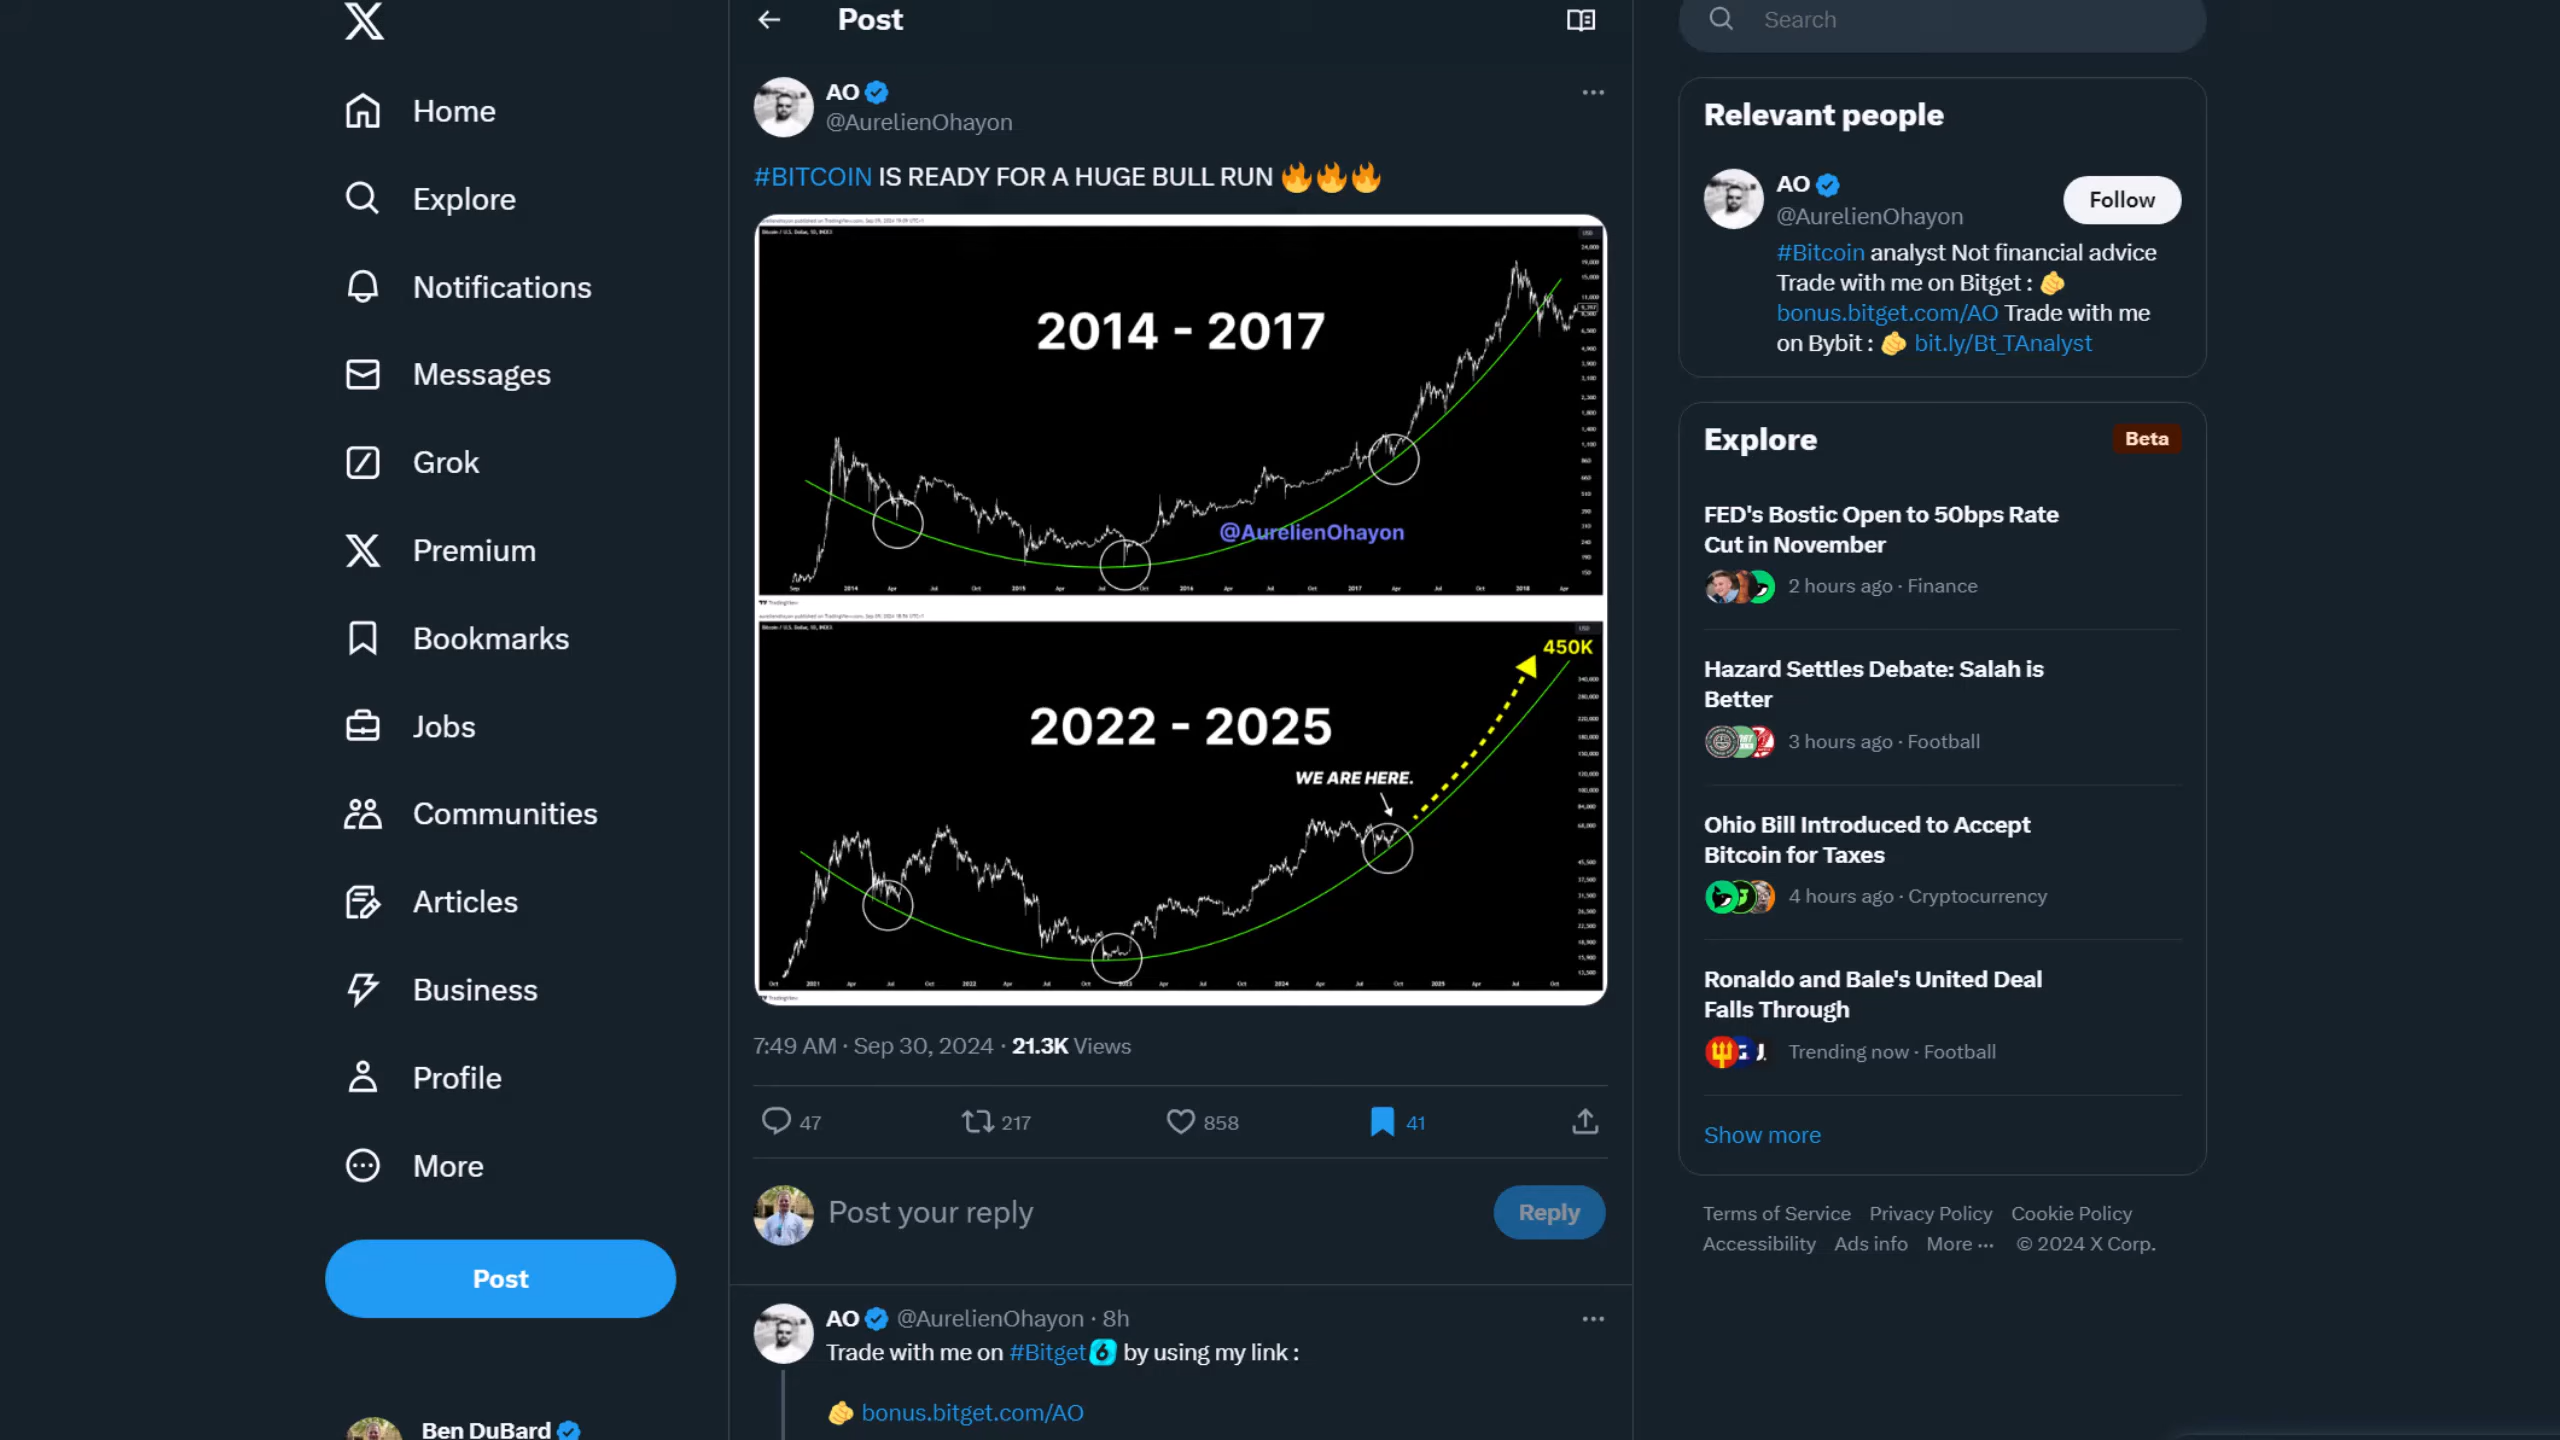 Home
Explore
Notifications
Messages
Grok
Premium
Bookmarks
Jobs
Communities
Articles
Business
Profile
More
Post
Ben DuBard
Post
AO
@AurelienOhayon
#BITCOIN IS READY FOR A HUGE BULL RUN 🔥🔥🔥
2014 - 2017
@AurelienOhayon
450K
2022 - 2025
WE ARE HERE.
7:49 AM · Sep 30, 2024 · 21.3K Views
47
217
858
41
Post your reply
Reply
AO @AurelienOhayon · 8h
Trade with me on #Bitget by using my link :
bonus.bitget.com/AO
Search
Relevant people
AO
@AurelienOhayon
Follow
#Bitcoin analyst Not financial advice
Trade with me on Bitget :
bonus.bitget.com/AO Trade with me
on Bybit : bit.ly/Bt_TAnalyst
Explore
Beta
FED's Bostic Open to 50bps Rate
Cut in November
2 hours ago · Finance
Hazard Settles Debate: Salah is
Better
3 hours ago · Football
Ohio Bill Introduced to Accept
Bitcoin for Taxes
4 hours ago · Cryptocurrency
Ronaldo and Bale's United Deal
Falls Through
Trending now · Football
Show more
Terms of Service Privacy Policy Cookie Policy
Accessibility Ads info More ··· © 2024 X Corp.